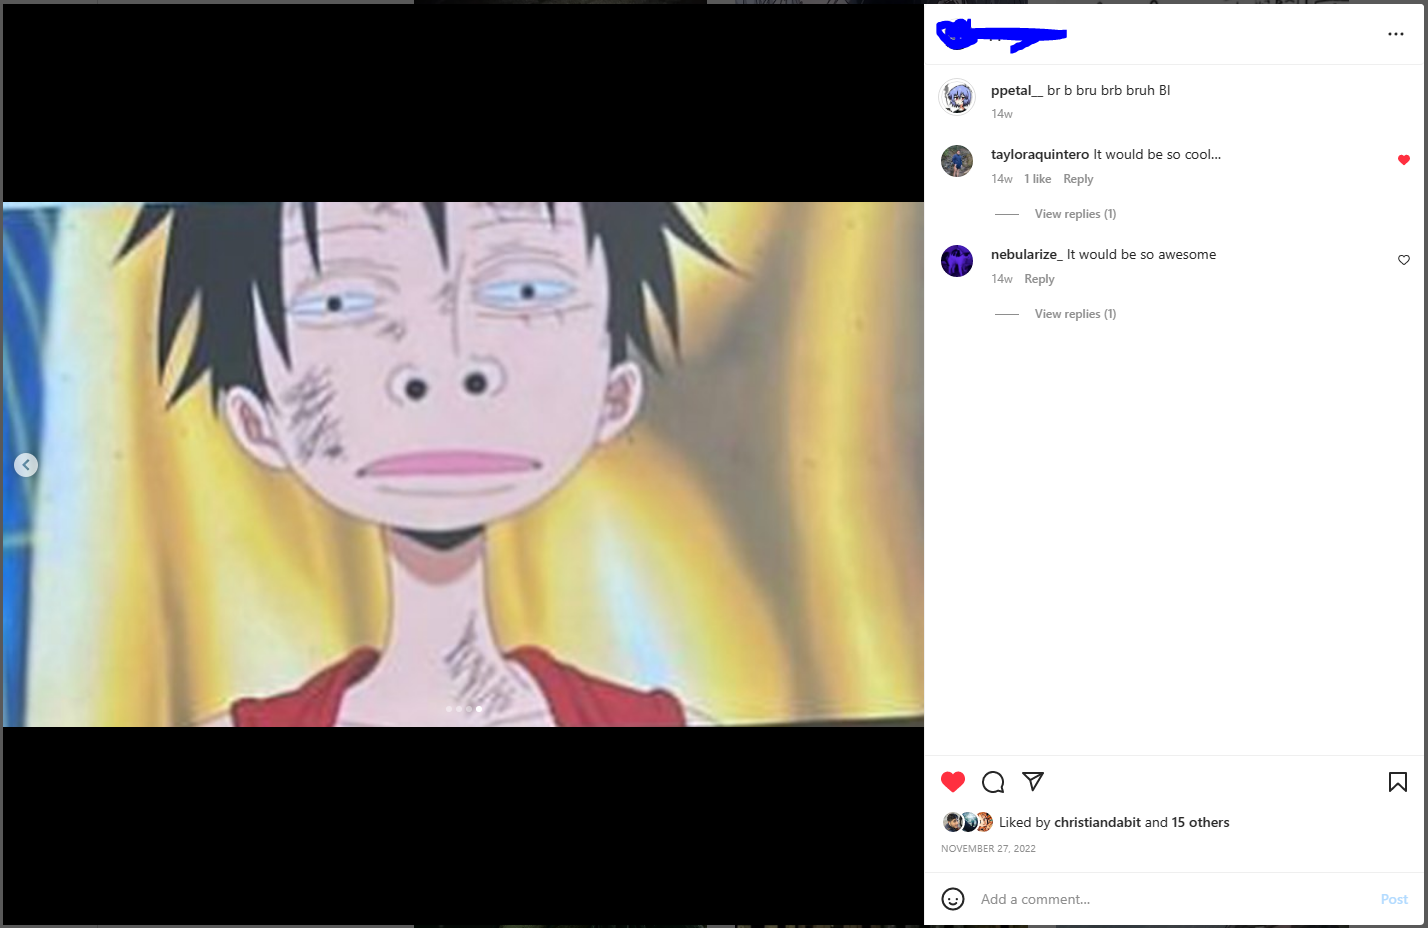 ppetal__ br b bru brb bruh BI
14w
tayloraquintero It would be so cool...
14w 1 like Reply
View replies (1)
nebularize_ It would be so awesome
14w Reply
View replies (1)
Liked by christiandabit and 15 others
NOVEMBER 27, 2022
Add a comment... Post